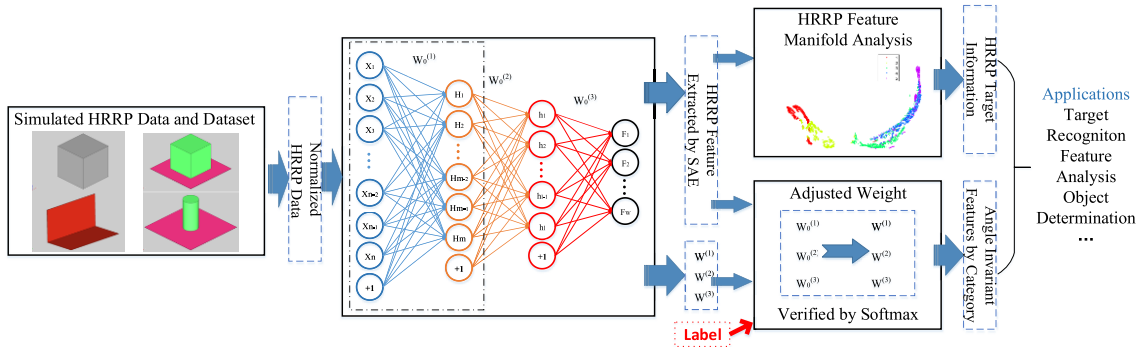 Simulated HRRP Data and Dataset
Normalized
HRRP Data
X1
X2
X3
Xn-2
Xn-1
Xn
+1
W0(1)
H1
H2
Hm-2
Hm-1
Hm
+1
W0(2)
h1
h2
hl-1
hl
+1
W0(3)
F1
F2
Fw
HRRP Feature
Extracted by SAE
W(1)
W(2)
W(3)
Label
HRRP Feature
Manifold Analysis
Adjusted Weight
W0(1)
W(1)
W0(2)
W(2)
W0(3)
W(3)
Verified by Softmax
HRRP Target
Information
Angle Invariant
Features by Category
Applications
Target
Recogniton
Feature
Analysis
Object
Determination
...